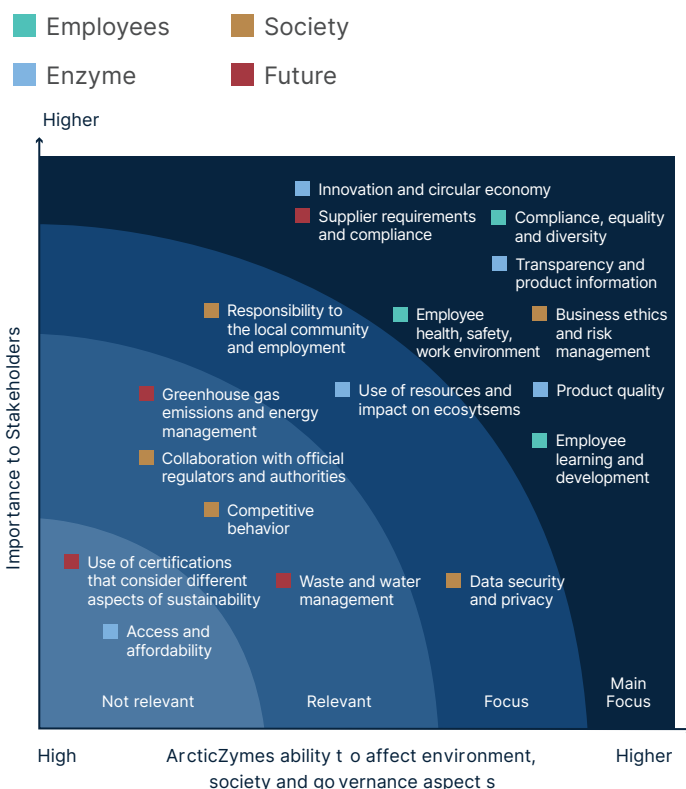 Employees
Society
Enzyme
Future
Higher
Innovation and circular economy
Supplier requirements
and compliance
Compliance, equality
and diversity
Transparency and
product information
Responsibility to
the local community
and employment
Employee
health, safety,
work environment
Business ethics
and risk
management
Greenhouse gas
emissions and energy
management
Use of resources and
impact on ecosytsems
Product quality
Collaboration with official
regulators and authorities
Employee
learning and
development
Competitive
behavior
Use of certifications
that consider different
aspects of sustainability
Waste and water
management
Data security
and privacy
Access and
affordability
Not relevant
Relevant
Focus
Main
Focus
Importance to Stakeholders
High
ArcticZymes ability t o affect environment,
society and go vernance aspect s
Higher